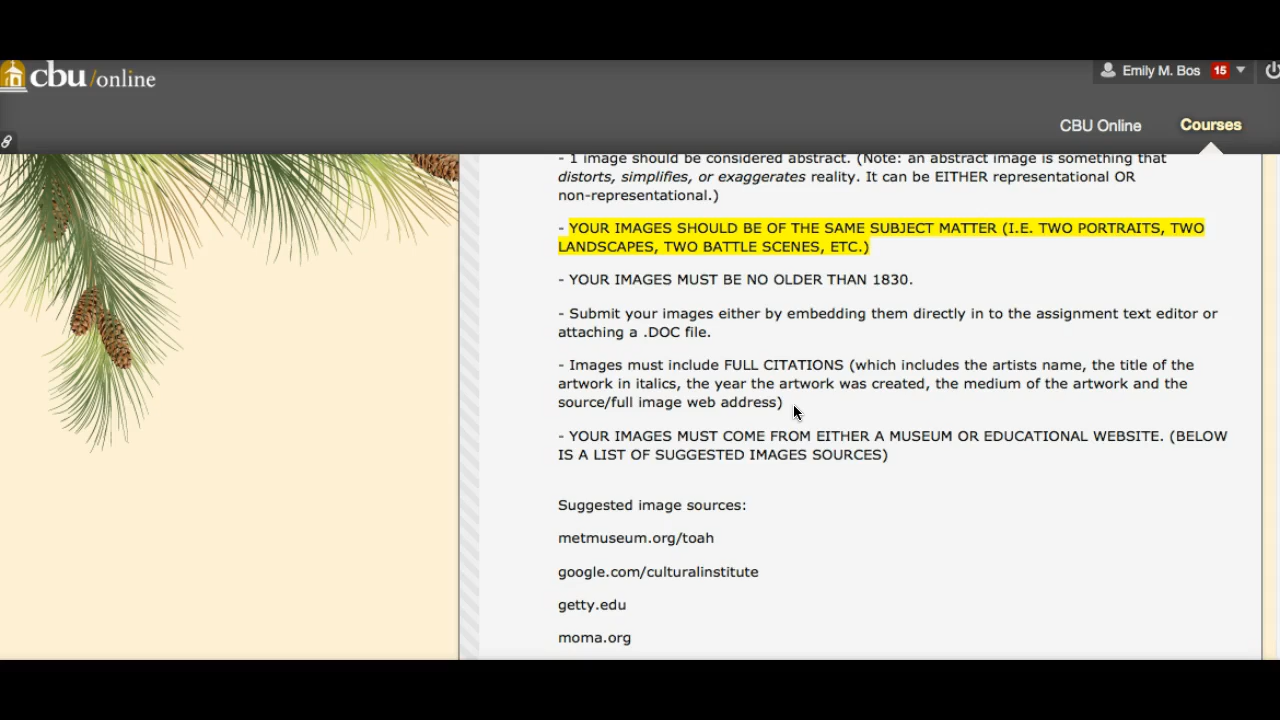 cbu/online
Emily M. Bos 15
CBU Online Courses
- 1 image should be considered abstract. (Note: an abstract image is something that
distorts, simplifies, or exaggerates reality. It can be EITHER representational OR
non-representational.)
- YOUR IMAGES SHOULD BE OF THE SAME SUBJECT MATTER (I.E. TWO PORTRAITS, TWO
LANDSCAPES, TWO BATTLE SCENES, ETC.)
- YOUR IMAGES MUST BE NO OLDER THAN 1830.
- Submit your images either by embedding them directly in to the assignment text editor or
attaching a .DOC file.
- Images must include FULL CITATIONS (which includes the artists name, the title of the
artwork in italics, the year the artwork was created, the medium of the artwork and the
source/full image web address)
- YOUR IMAGES MUST COME FROM EITHER A MUSEUM OR EDUCATIONAL WEBSITE. (BELOW
IS A LIST OF SUGGESTED IMAGES SOURCES)
Suggested image sources:
metmuseum.org/toah
google.com/culturalinstitute
getty.edu
moma.org